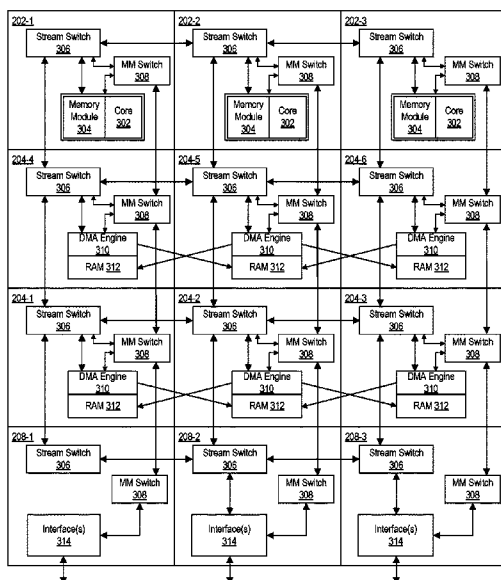 202-1
Stream Switch
306
MM Switch
308
Memory
Module
304
Core
302
202-2
Stream Switch
306
MM Switch
308
Memory
Module
304
Core
302
202-3
Stream Switch
306
MM Switch
308
Memory
Module
304
Core
302
204-4
Stream Switch
306
MM Switch
308
DMA Engine
310
RAM 312
204-5
Stream Switch
306
MM Switch
308
DMA Engine
310
RAM 312
204-6
Stream Switch
306
MM Switch
308
DMA Engine
310
RAM 312
204-1
Stream Switch
306
MM Switch
308
DMA Engine
310
RAM 312
204-2
Stream Switch
306
MM Switch
308
DMA Engine
310
RAM 312
204-3
Stream Switch
306
MM Switch
308
DMA Engine
310
RAM 312
208-1
Stream Switch
306
MM Switch
308
Interface(s)
314
208-2
Stream Switch
306
MM Switch
308
Interface(s)
314
208-3
Stream Switch
306
MM Switch
308
Interface(s)
314